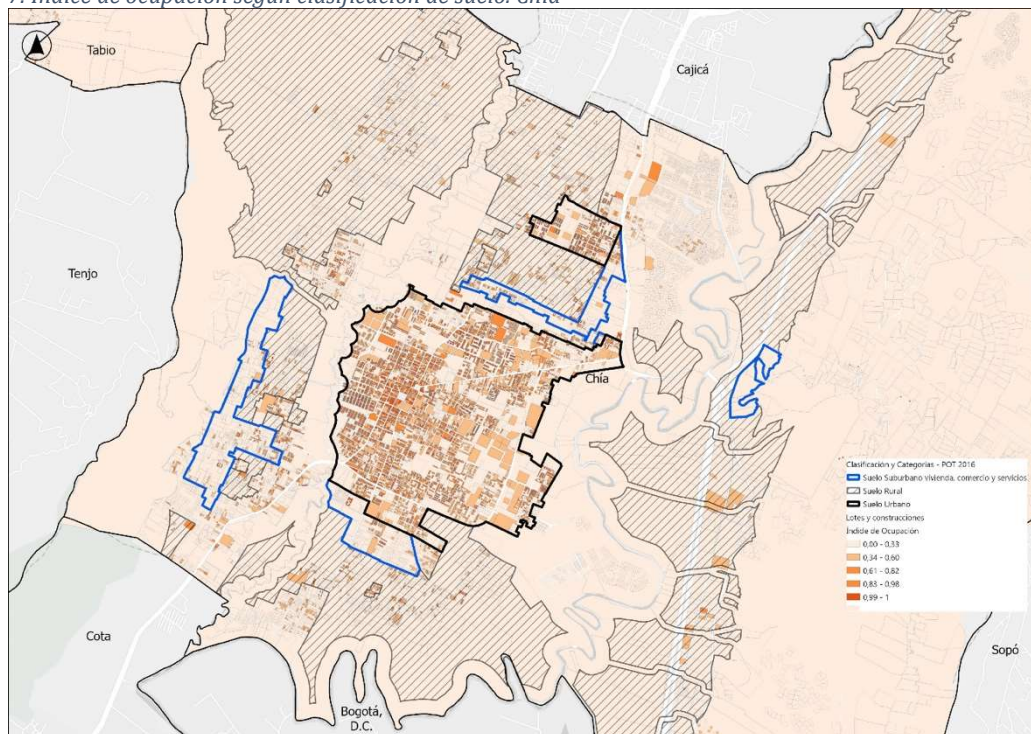 7. Índice de ocupación según clasificación de suelo. Chía
Tabio
Cajicá
Tenjo
Chía
Clasificación y Categorías - POT 2016
Suelo Suburbano vivienda, comercio y servicios
Suelo Rural
Suelo Urbano
Lotes y construcciones
Índide de Ocupación
0,00 - 0,33
0,34 - 0,60
0,61 - 0,82
0,83 - 0,98
0,99 - 1
Cota
Sopó
Bogotá,
D.C.